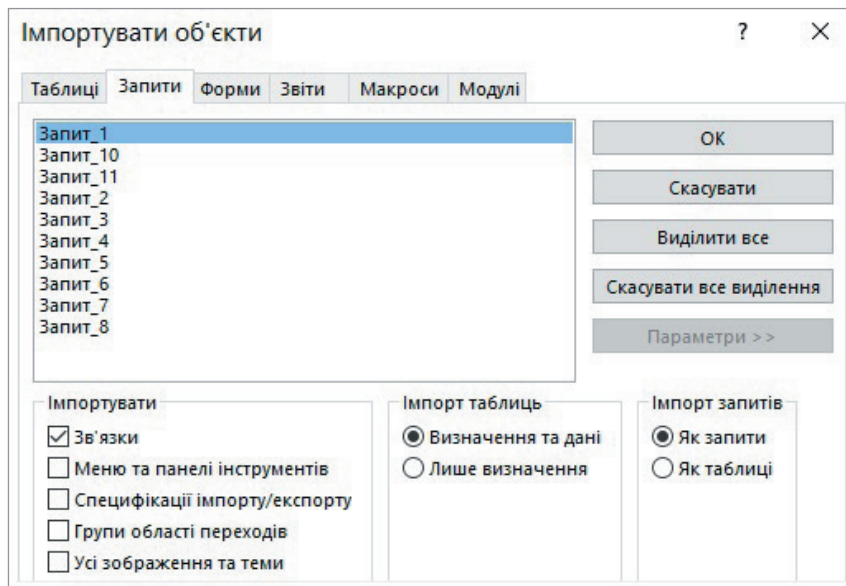 Імпортувати об'єкти ?
Таблиці Запити Форми Звіти Макроси Модулі
Запит_1
Запит_10
Запит_11
Запит_2
Запит_3
Запит_4
Запит_5
Запит_6
Запит_7
Запит_8
ОК
Скасувати
Виділити все
Скасувати все виділення
Параметри >>
Імпортувати
Зв'язки
Меню та панелі інструментів
Специфікації імпорту/експорту
Групи області переходів
Усі зображення та теми
Імпорт таблиць
Визначення та дані
Лише визначення
Імпорт запитів
Як запити
Як таблиці